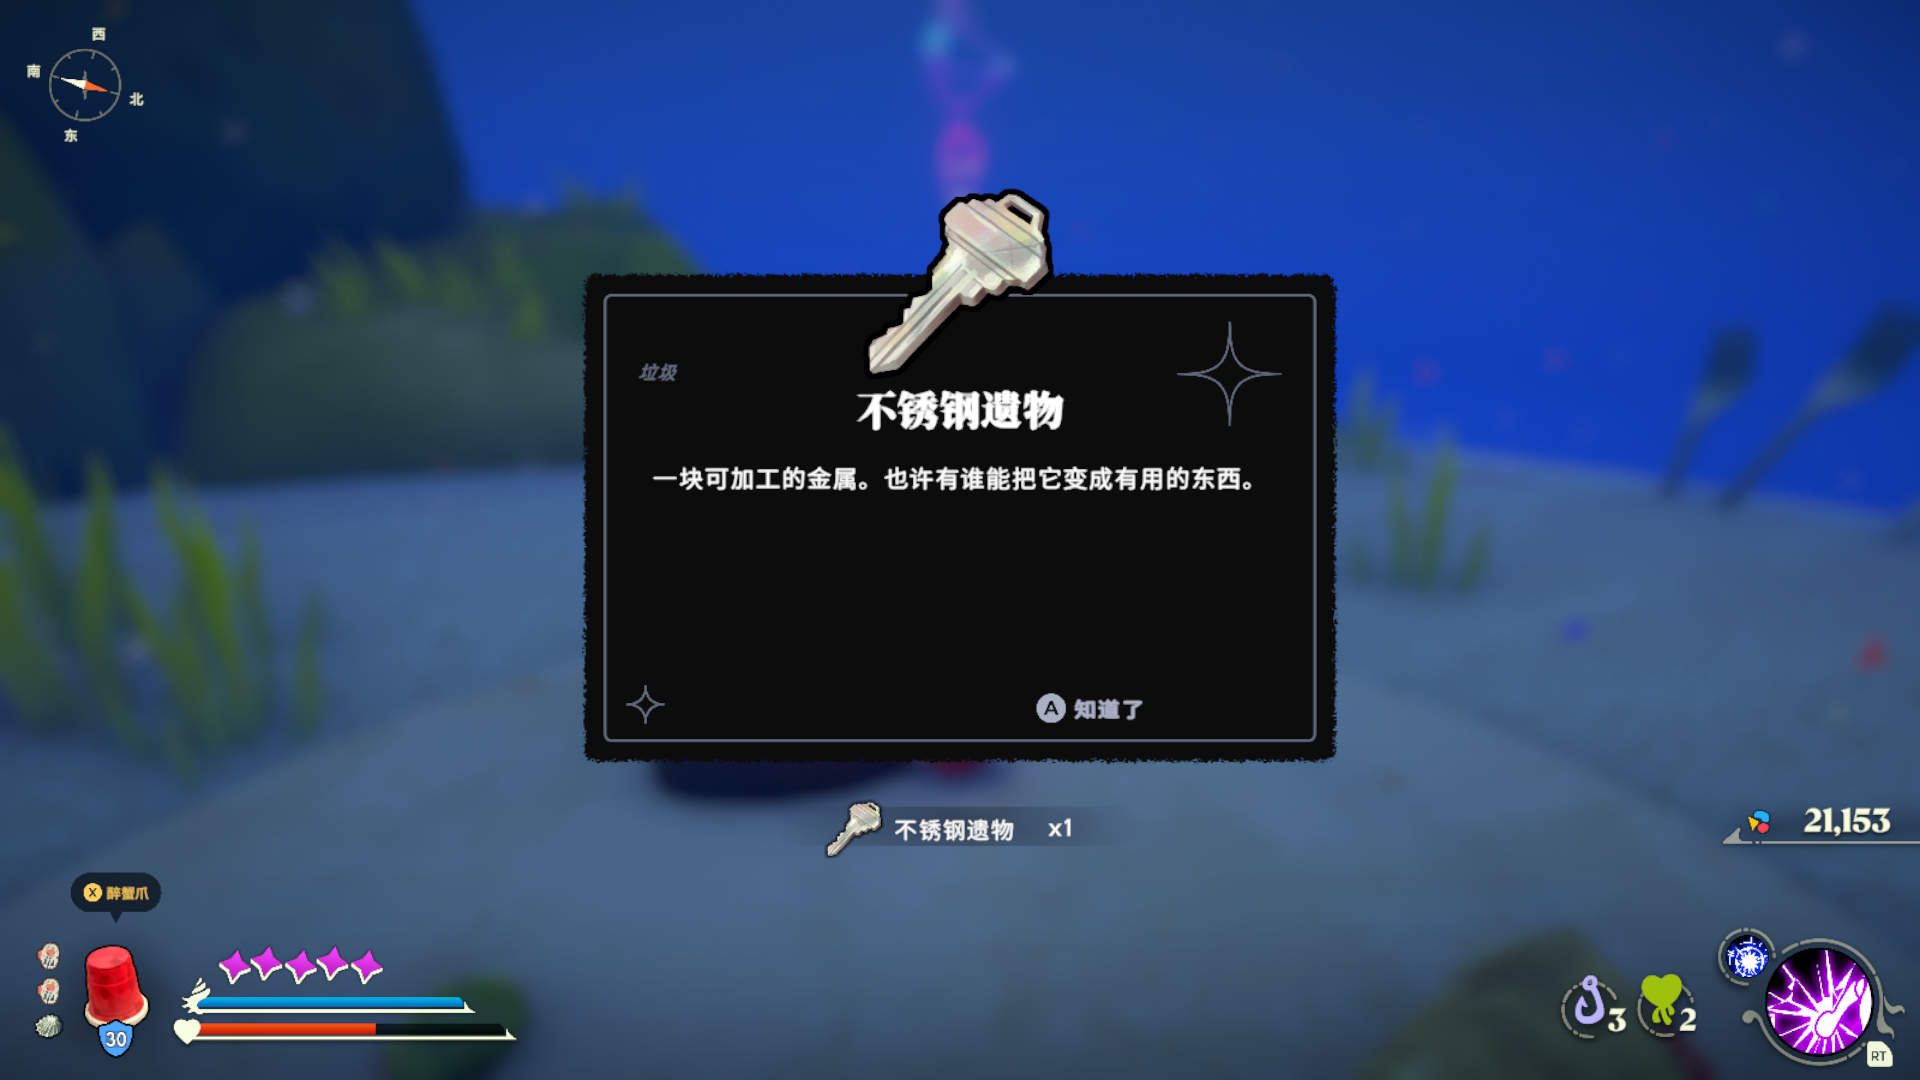 西
南
北
东
垃圾
不锈钢遗物
一块可加工的金属。也许有谁能把它变成有用的东西。
A 知道了
不锈钢遗物 x1
21,153
X 醉蟹爪
30
3
2
RT